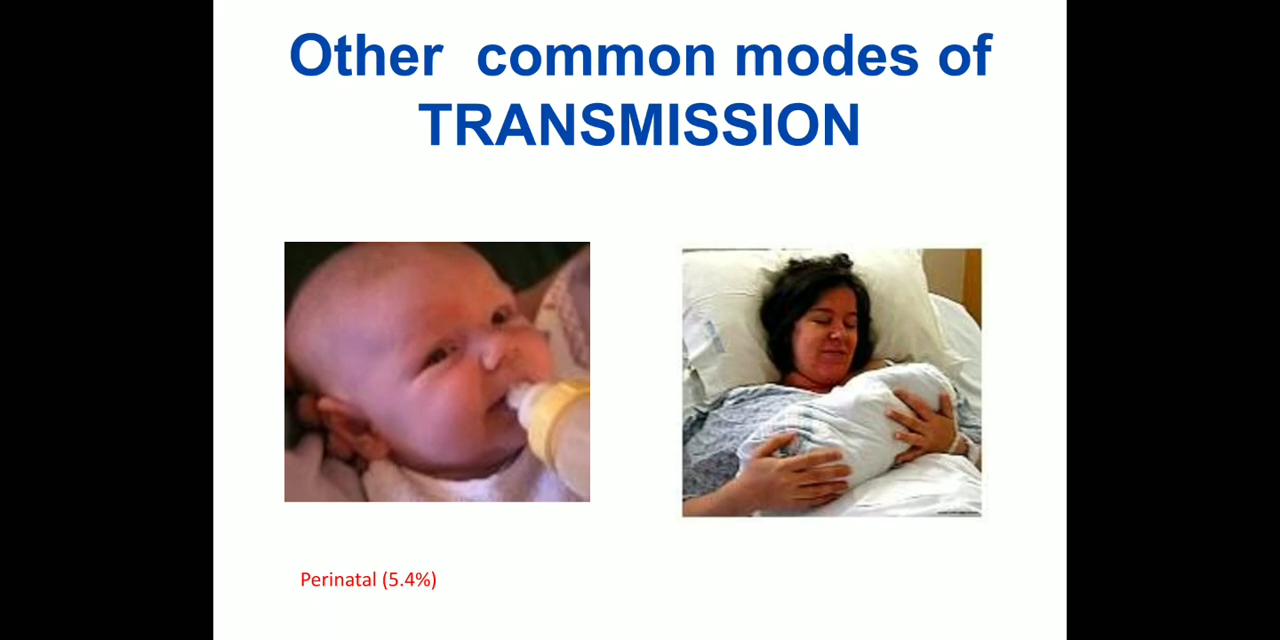 Other common modes of
TRANSMISSION
Perinatal (5.4%)